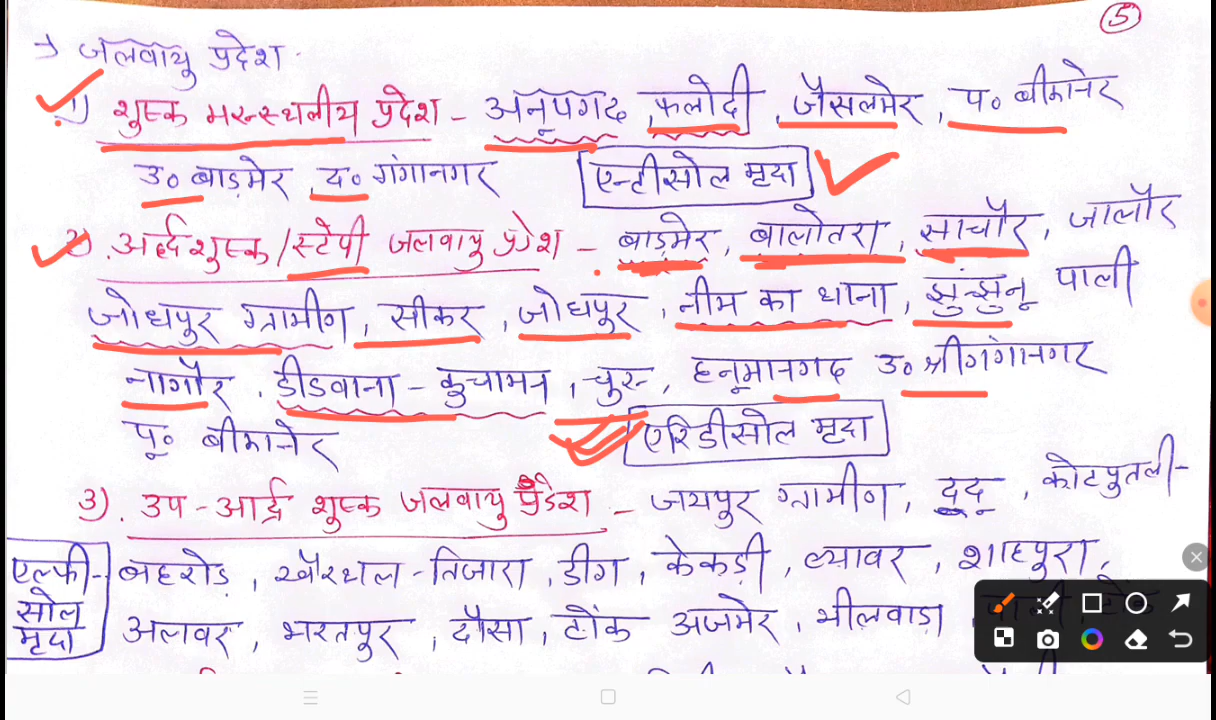 5
→ जलवायु प्रदेश
1) शुष्क मरुस्थलीय प्रदेश - अनूपगढ, फलोदी, जैसलमेर, प० बीकानेर
उ० बाड़मेर, द० गंगानगर एन्टीसोल मृदा
2). अर्द्धशुष्क/स्टेपी जलवायु प्रदेश - बाड़मेर, बालोतरा, साचौर, जालौर
जोधपुर ग्रामीण, सीकर, जोधपुर, नीम का थाना, झुंन्झुनू पाली
नागौर, डीडवाना-कुचामन, चुरू, हनूमानगढ उ० श्रीगंगानगर
पू० बीकानेर एरिडीसोल मृदा
3). उप-आर्द्र शुष्क जलवायु प्रदेश - जयपुर ग्रामीण, दूदू, कोटपुतली-
बहरोड़, खैरथल-तिजारा, डीग, केकड़ी, ब्यावर, शाहपुरा,
अलवर, भरतपुर, दौसा, टोंक अजमेर, भीलवाड़ा
एल्फी-
सोल
मृदा